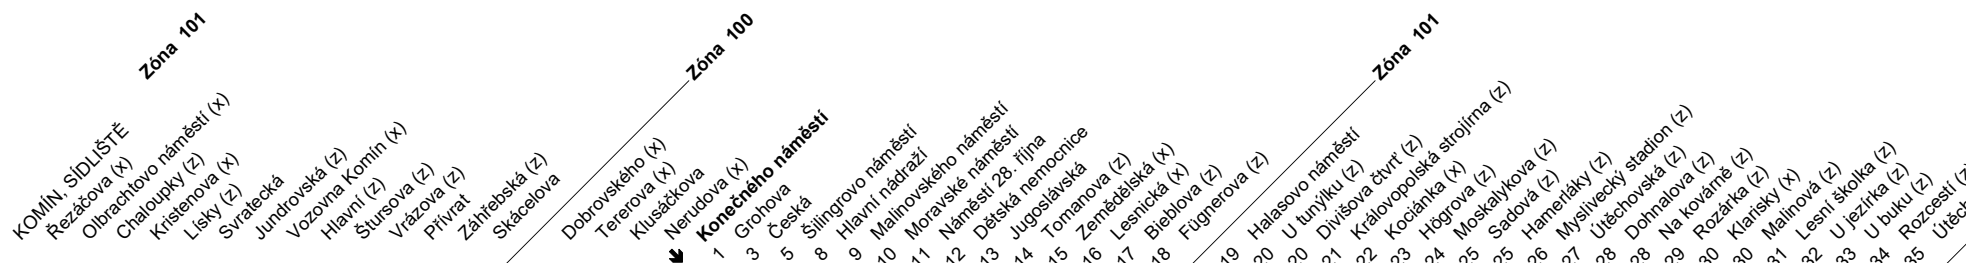 Zóna 101
KOMÍN, SÍDLIŠTĚ
Řezáčova (x)
Olbrachtovo náměstí (x)
Chaloupky (z)
Kristenova (x)
Lísky (z)
Svratecká
Jundrovská (z)
Vozovna Komín (x)
Hlavní (z)
Štursova (z)
Vrázova (z)
Přívrat
Záhřebská (z)
Skácelova
Zóna 100
Dobrovského (x)
Tererova (x)
Klusáčkova
Nerudova (x)
Konečného náměstí
1 Grohova
3 Česká
5 Šilingrovo náměstí
8 Hlavní nádraží
9 Malinovského náměstí
10 Moravské náměstí
11 Náměstí 28. října
12 Dětská nemocnice
13 Jugoslávská
14 Tomanova (z)
15 Zemědělská (x)
16 Lesnická (x)
17 Bieblova (z)
18 Fügnerova (z)
Zóna 101
19 Halasovo náměstí
20 U tunýlku (z)
20 Divišova čtvrť (z)
21 Královopolská strojírna (z)
22 Kociánka (x)
23 Högrova (z)
24 Moskalykova (z)
25 Sadová (z)
25 Hamerláky (z)
26 Myslivecký stadion (z)
27 Útěchovská (z)
28 Dohnalova (z)
28 Na kovárně (z)
29 Rozárka (z)
30 Klarisky (x)
30 Malinová (z)
31 Lesní školka (z)
32 U jezírka (z)
33 U buku (z)
34 Rozcestí
35